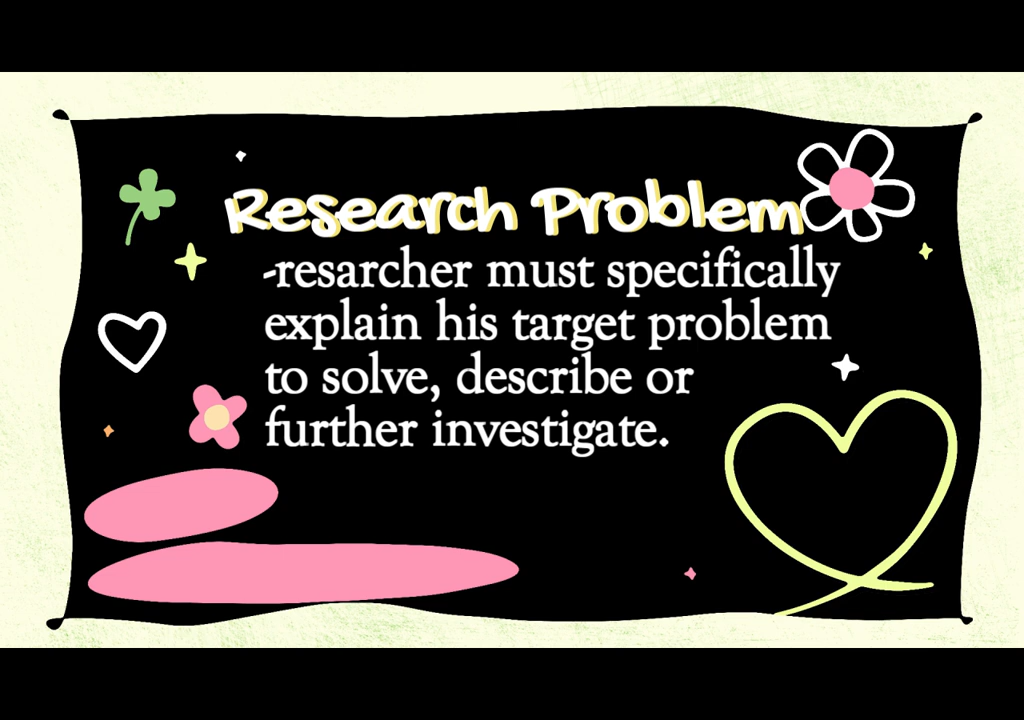 Research Problem
-resarcher must specifically
explain his target problem
to solve, describe or
further investigate.